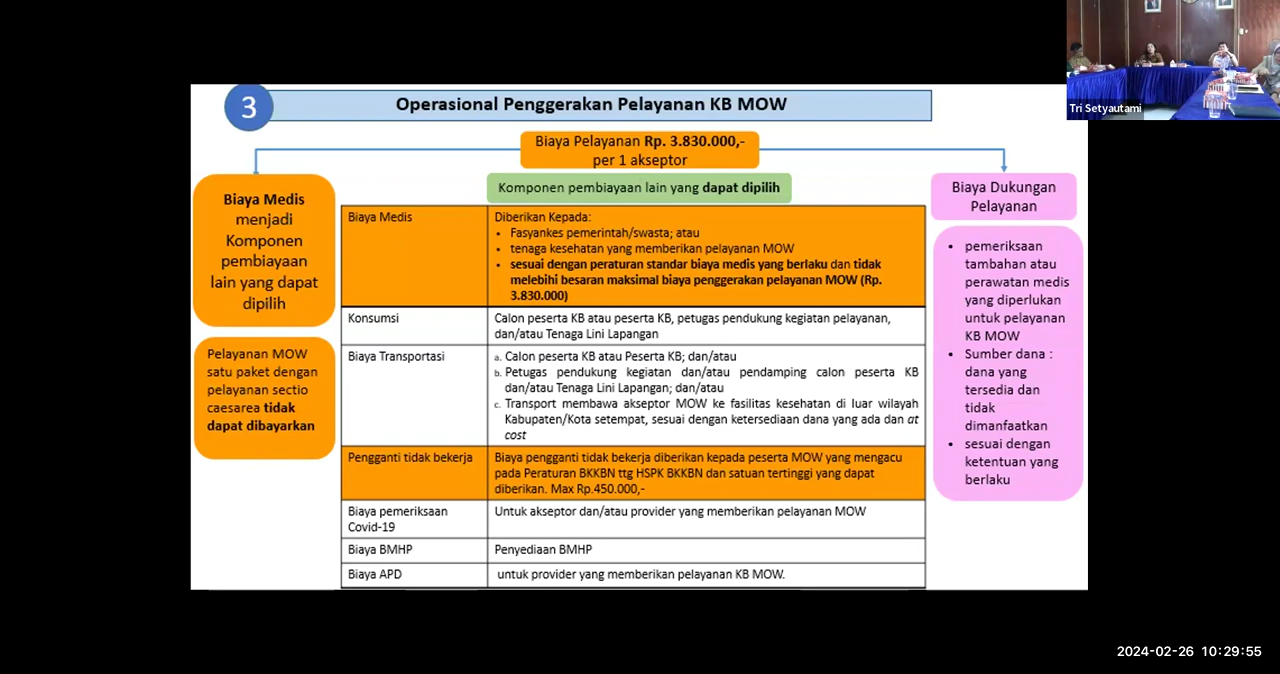 Tri Setyautami
3
Operasional Penggerakan Pelayanan KB MOW
Biaya Pelayanan Rp. 3.830.000,-
per 1 akseptor
Komponen pembiayaan lain yang dapat dipilih
Biaya Medis
menjadi
Komponen
pembiayaan
lain yang dapat
dipilih
Pelayanan MOW
satu paket dengan
pelayanan sectio
caesarea tidak
dapat dibayarkan
Biaya Medis
Diberikan Kepada:
• Fasyankes pemerintah/swasta; atau
• tenaga kesehatan yang memberikan pelayanan MOW
• sesuai dengan peraturan standar biaya medis yang berlaku dan tidak
melebihi besaran maksimal biaya penggerakan pelayanan MOW (Rp.
3.830.000)
Konsumsi
Calon peserta KB atau peserta KB, petugas pendukung kegiatan pelayanan,
dan/atau Tenaga Lini Lapangan
Biaya Transportasi
a. Calon peserta KB atau Peserta KB; dan/atau
b. Petugas pendukung kegiatan dan/atau pendamping calon peserta KB
dan/atau Tenaga Lini Lapangan; dan/atau
c. Transport membawa akseptor MOW ke fasilitas kesehatan di luar wilayah
Kabupaten/Kota setempat, sesuai dengan ketersediaan dana yang ada dan at
cost
Pengganti tidak bekerja
Biaya pengganti tidak bekerja diberikan kepada peserta MOW yang mengacu
pada Peraturan BKKBN ttg HSPK BKKBN dan satuan tertinggi yang dapat
diberikan. Max Rp.450.000,-
Biaya pemeriksaan
Covid-19
Untuk akseptor dan/atau provider yang memberikan pelayanan MOW
Biaya BMHP
Penyediaan BMHP
Biaya APD
untuk provider yang memberikan pelayanan KB MOW.
Biaya Dukungan
Pelayanan
• pemeriksaan
tambahan atau
perawatan medis
yang diperlukan
untuk pelayanan
KB MOW
• Sumber dana :
dana yang
tersedia dan
tidak
dimanfaatkan
• sesuai dengan
ketentuan yang
berlaku
2024-02-26 10:29:55